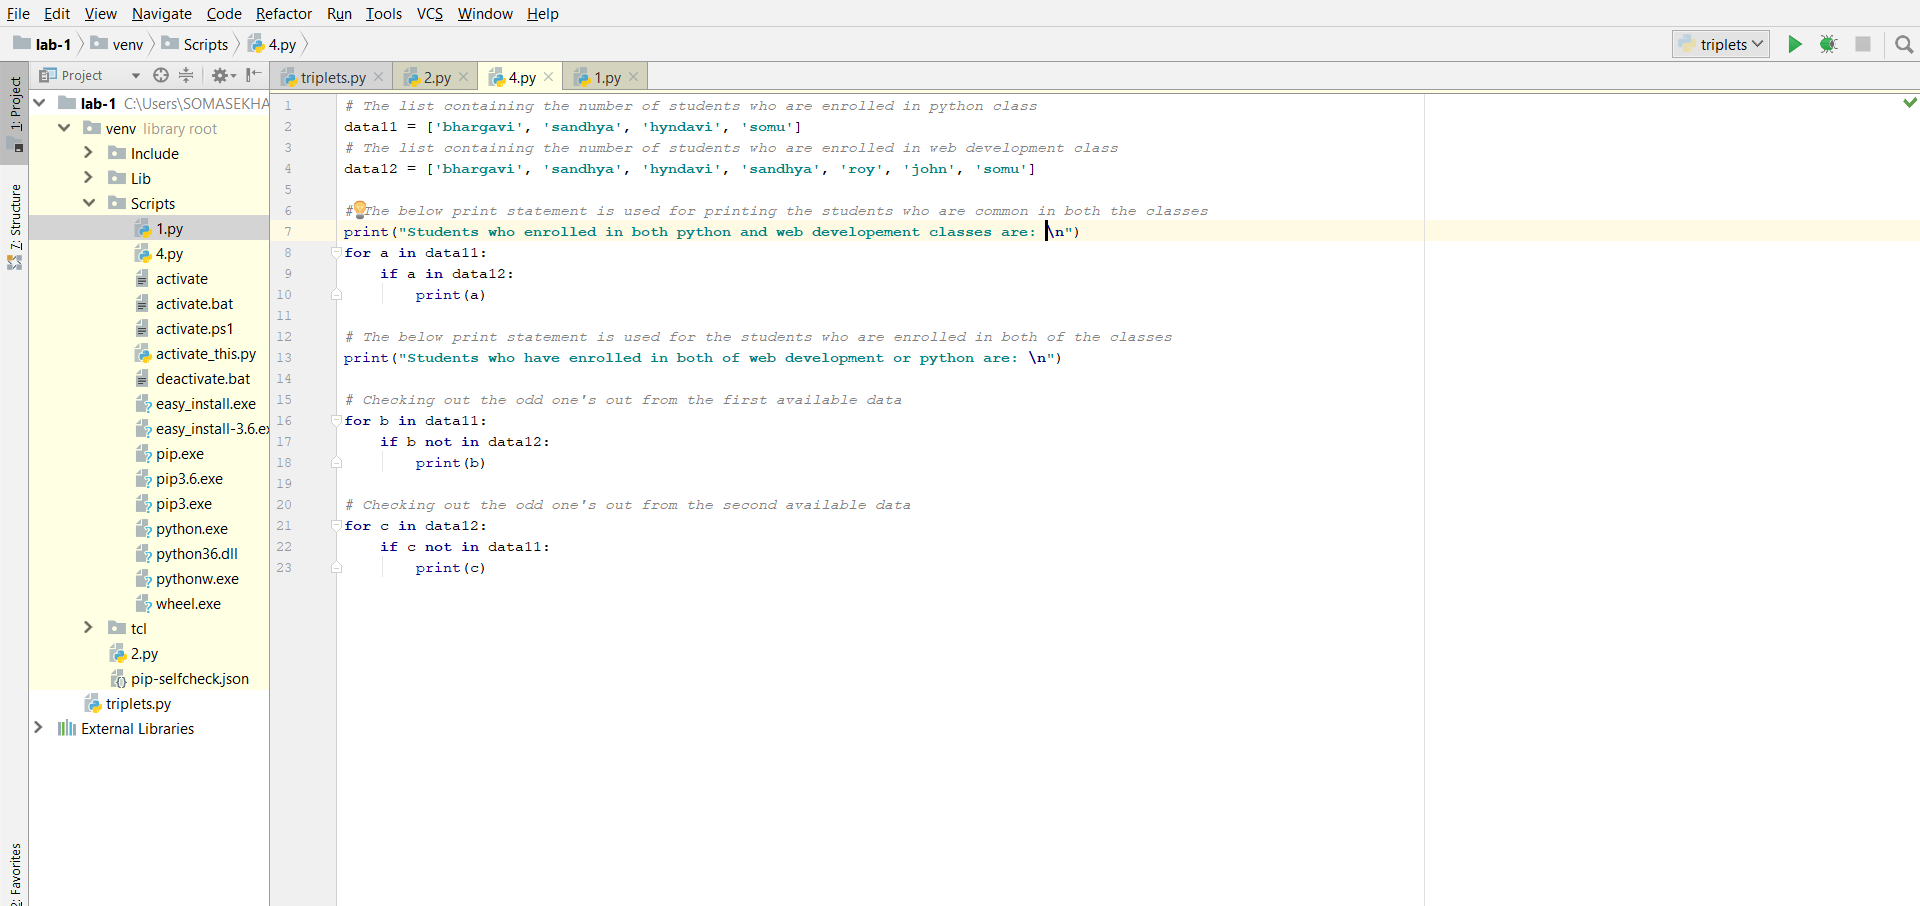 File Edit View Navigate Code Refactor Run Tools VCS Window Help
lab-1 venv Scripts 4.py triplets
1: Project
Project
triplets.py 2.py 4.py 1.py
lab-1 C:\Users\SOMASEKHA
venv library root
Include
Lib
Scripts
1.py
4.py
activate
activate.bat
activate.ps1
activate_this.py
deactivate.bat
easy_install.exe
easy_install-3.6.ex
pip.exe
pip3.6.exe
pip3.exe
python.exe
python36.dll
pythonw.exe
wheel.exe
tcl
2.py
pip-selfcheck.json
triplets.py
External Libraries
7: Structure
2: Favorites
1 # The list containing the number of students who are enrolled in python class
2 data11 = ['bhargavi', 'sandhya', 'hyndavi', 'somu']
3 # The list containing the number of students who are enrolled in web development class
4 data12 = ['bhargavi', 'sandhya', 'hyndavi', 'sandhya', 'roy', 'john', 'somu']
5
6 # The below print statement is used for printing the students who are common in both the classes
7 print("Students who enrolled in both python and web developement classes are: \n")
8 for a in data11:
9 if a in data12:
10 print(a)
11
12 # The below print statement is used for the students who are enrolled in both of the classes
13 print("Students who have enrolled in both of web development or python are: \n")
14
15 # Checking out the odd one's out from the first available data
16 for b in data11:
17 if b not in data12:
18 print(b)
19
20 # Checking out the odd one's out from the second available data
21 for c in data12:
22 if c not in data11:
23 print(c)